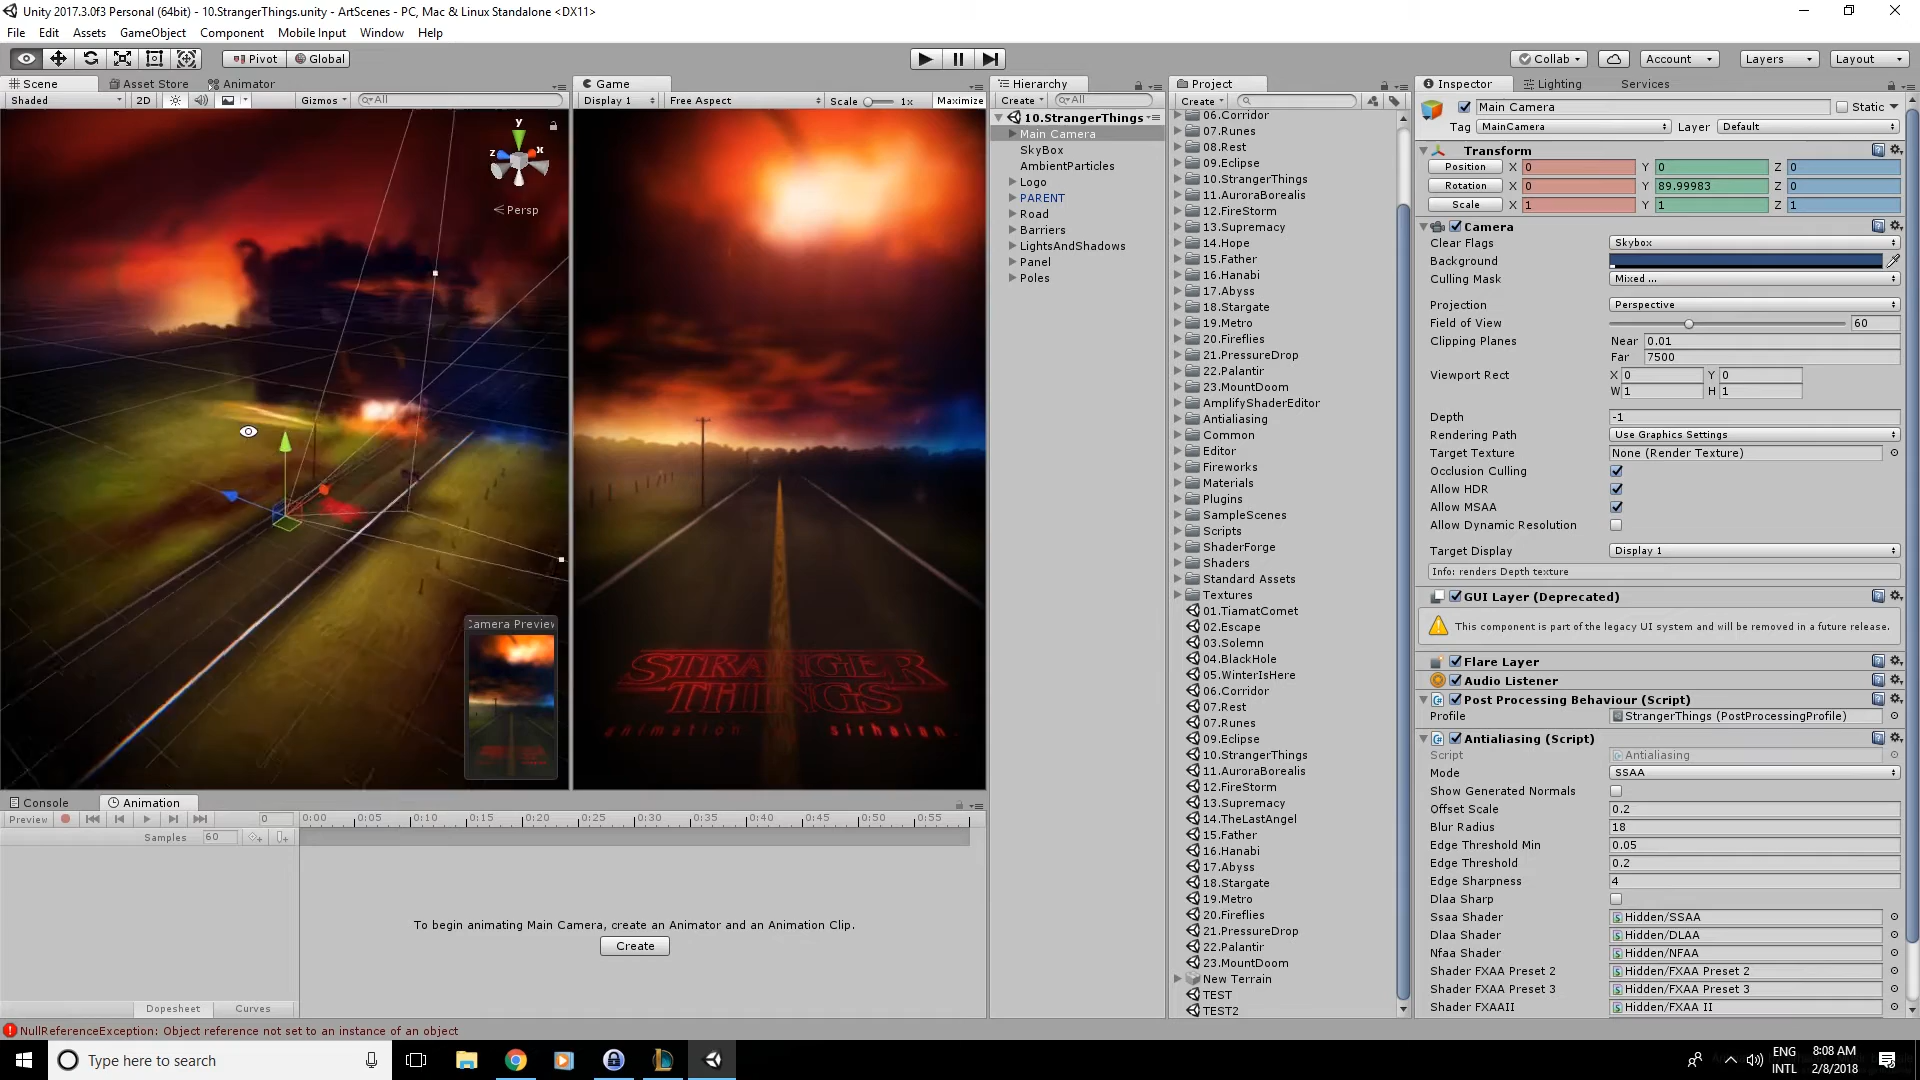 Unity 2017.3.0f3 Personal (64bit) - 10.StrangerThings.unity - ArtScenes - PC, Mac & Linux Standalone <DX11>
File Edit Assets GameObject Component Mobile Input Window Help
Pivot Global Collab Account Layers Layout
Scene Asset Store Animator
Shaded 2D Gizmos All
y
z x
Persp
Camera Preview
Game
Display 1 Free Aspect Scale 1x Maximize
STRANGER
THINGS
animation sirhaian.
Hierarchy
Create All
10.StrangerThings
Main Camera
SkyBox
AmbientParticles
Logo
PARENT
Road
Barriers
LightsAndShadows
Panel
Poles
Project
Create
06.Corridor
07.Runes
08.Rest
09.Eclipse
10.StrangerThings
11.AuroraBorealis
12.FireStorm
13.Supremacy
14.Hope
15.Father
16.Hanabi
17.Abyss
18.Stargate
19.Metro
20.Fireflies
21.PressureDrop
22.Palantir
23.MountDoom
AmplifyShaderEditor
Antialiasing
Common
Editor
Fireworks
Materials
Plugins
SampleScenes
Scripts
ShaderForge
Shaders
Standard Assets
Textures
01.TiamatComet
02.Escape
03.Solemn
04.BlackHole
05.WinterIsHere
06.Corridor
07.Rest
07.Runes
09.Eclipse
10.StrangerThings
11.AuroraBorealis
12.FireStorm
13.Supremacy
14.TheLastAngel
15.Father
16.Hanabi
17.Abyss
18.Stargate
19.Metro
20.Fireflies
21.PressureDrop
22.Palantir
23.MountDoom
New Terrain
TEST
TEST2
Inspector Lighting Services
Main Camera Static
Tag MainCamera Layer Default
Transform
Position X 0 Y 0 Z 0
Rotation X 0 Y 89.99983 Z 0
Scale X 1 Y 1 Z 1
Camera
Clear Flags Skybox
Background
Culling Mask Mixed ...
Projection Perspective
Field of View 60
Clipping Planes Near 0.01
Far 7500
Viewport Rect X 0 Y 0
W 1 H 1
Depth -1
Rendering Path Use Graphics Settings
Target Texture None (Render Texture)
Occlusion Culling
Allow HDR
Allow MSAA
Allow Dynamic Resolution
Target Display Display 1
Info: renders Depth texture
GUI Layer (Deprecated)
This component is part of the legacy UI system and will be removed in a future release.
Flare Layer
Audio Listener
Post Processing Behaviour (Script)
Profile StrangerThings (PostProcessingProfile)
Antialiasing (Script)
Script Antialiasing
Mode SSAA
Show Generated Normals
Offset Scale 0.2
Blur Radius 18
Edge Threshold Min 0.05
Edge Threshold 0.2
Edge Sharpness 4
Dlaa Sharp
Ssaa Shader Hidden/SSAA
Dlaa Shader Hidden/DLAA
Nfaa Shader Hidden/NFAA
Shader FXAA Preset 2 Hidden/FXAA Preset 2
Shader FXAA Preset 3 Hidden/FXAA Preset 3
Shader FXAAII Hidden/FXAA II
Console Animation
Preview 0 0:00 0:05 0:10 0:15 0:20 0:25 0:30 0:35 0:40 0:45 0:50 0:55
Samples 60
To begin animating Main Camera, create an Animator and an Animation Clip.
Create
Dopesheet Curves
NullReferenceException: Object reference not set to an instance of an object
Type here to search
ENG 8:08 AM
INTL 2/8/2018